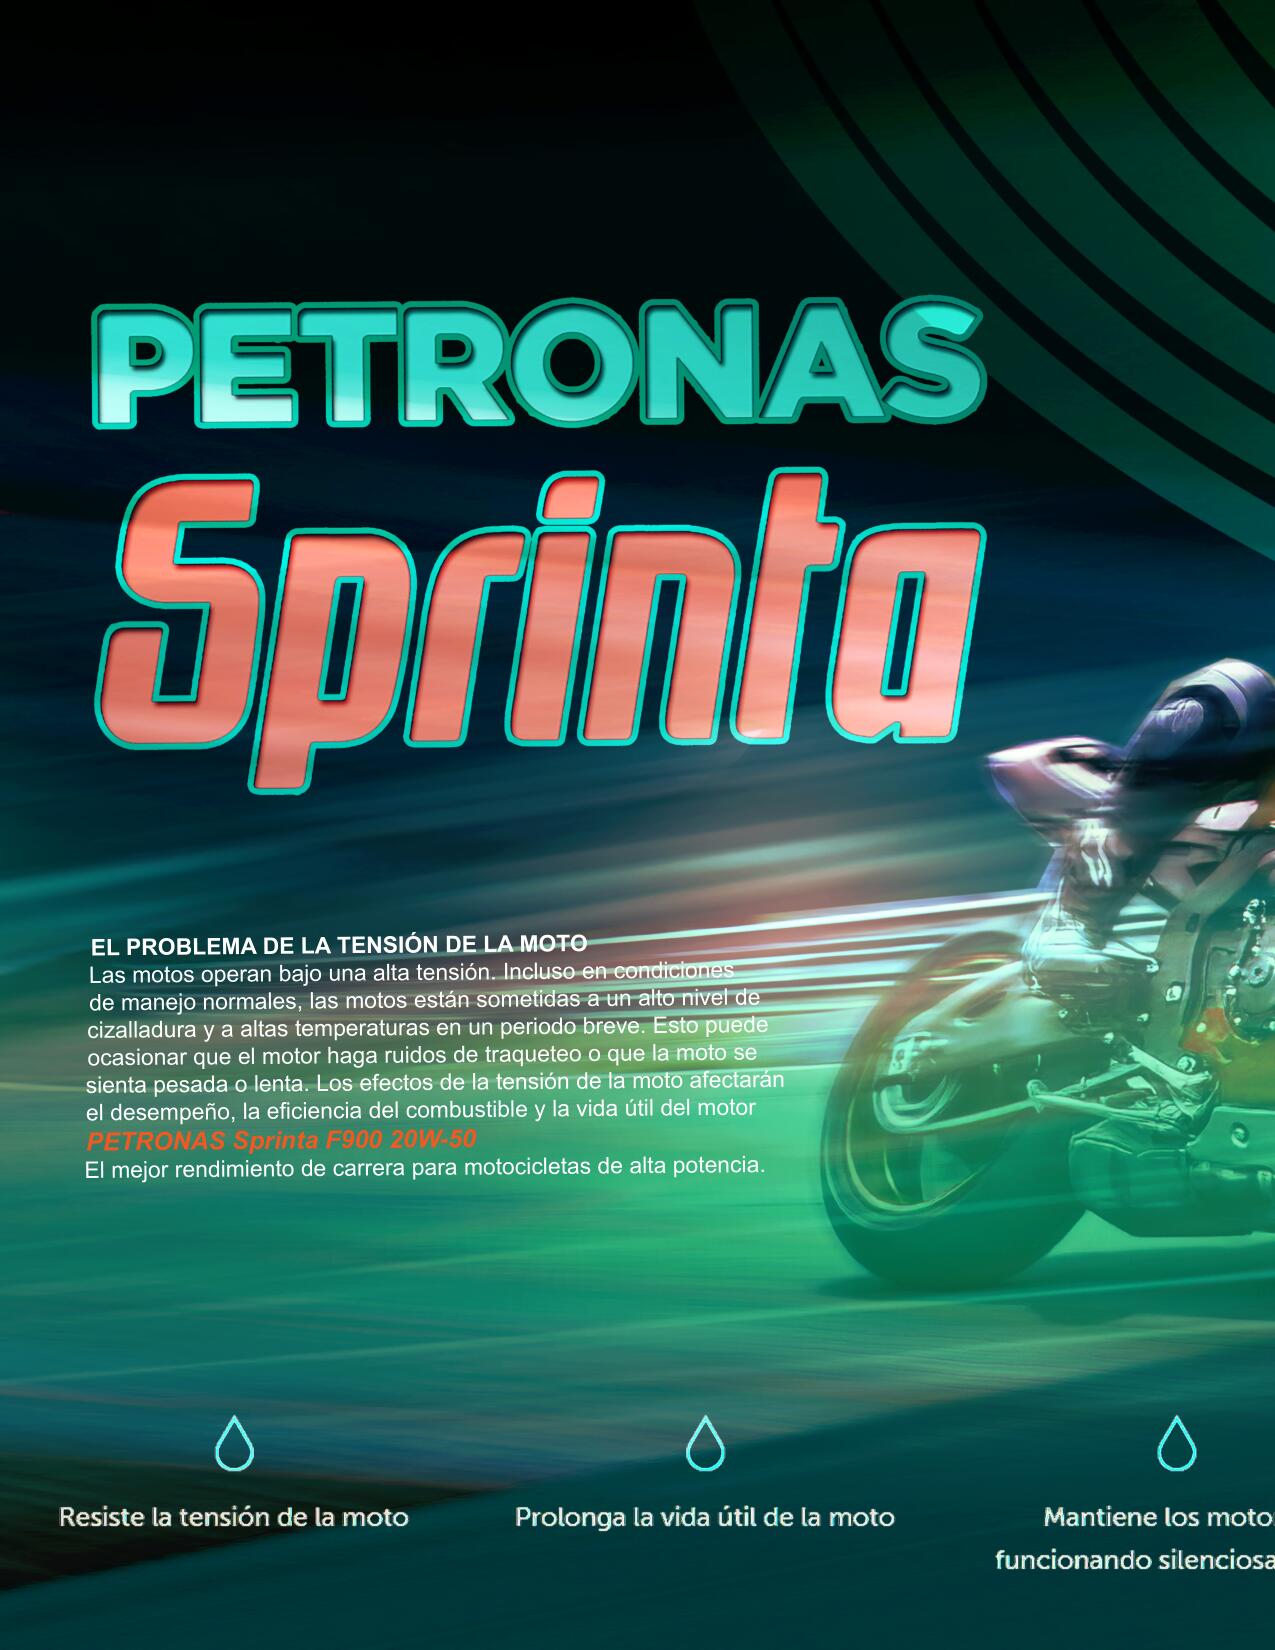 PETRONAS
Sprinta
EL PROBLEMA DE LA TENSIÓN DE LA MOTO
Las motos operan bajo una alta tensión. Incluso en condiciones
de manejo normales, las motos están sometidas a un alto nivel de
cizalladura y a altas temperaturas en un periodo breve. Esto puede
ocasionar que el motor haga ruidos de traqueteo o que la moto se
sienta pesada o lenta. Los efectos de la tensión de la moto afectarán
el desempeño, la eficiencia del combustible y la vida útil del motor
PETRONAS Sprinta F900 20W-50
El mejor rendimiento de carrera para motocicletas de alta potencia.
Resiste la tensión de la moto
Prolonga la vida útil de la moto
Mantiene los moto
funcionando silenciosa